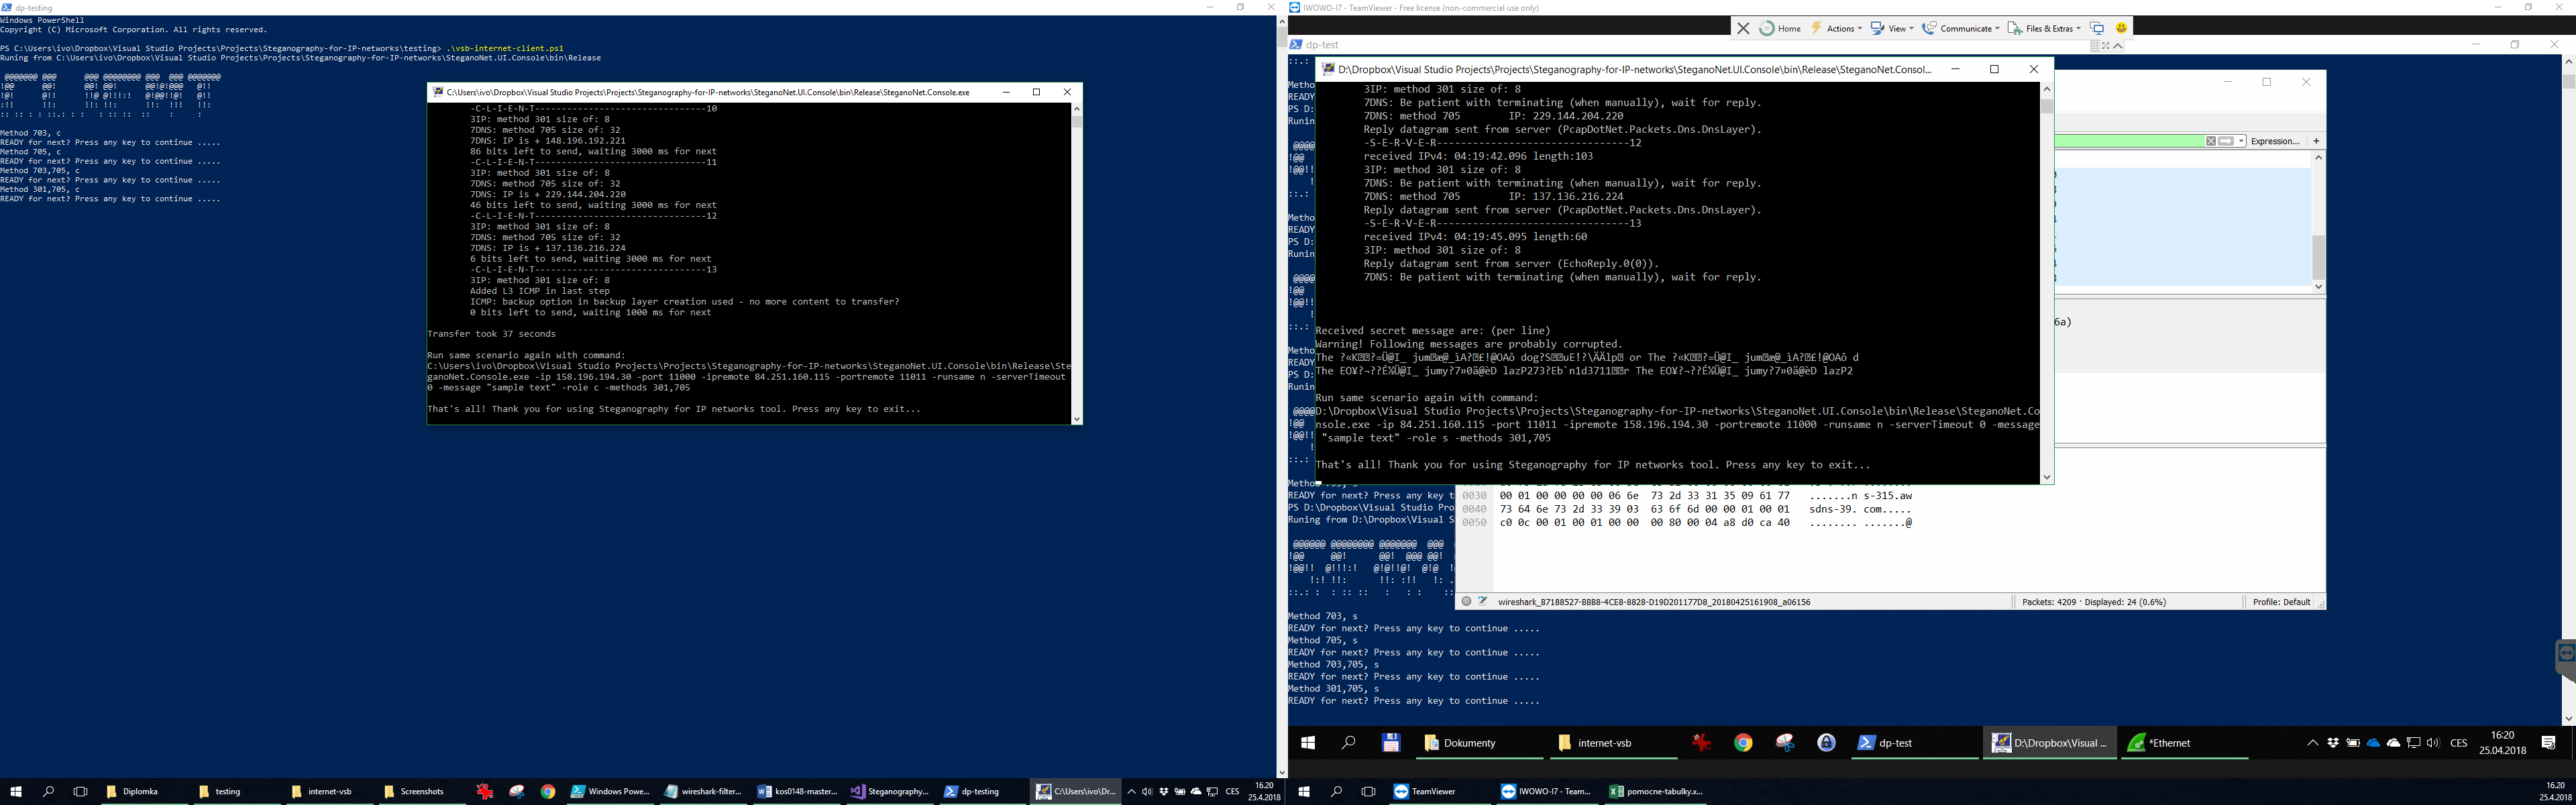 dp-testing
Windows PowerShell
Copyright (C) Microsoft Corporation. All rights reserved.
PS C:\Users\ivo\Dropbox\Visual Studio Projects\Projects\Steganography-for-IP-networks\testing> .\vsb-internet-client.ps1
Runing from C:\Users\ivo\Dropbox\Visual Studio Projects\Projects\Steganography-for-IP-networks\SteganoNet.UI.Console\bin\Release
Method 703, c
READY for next? Press any key to continue .....
Method 705, c
READY for next? Press any key to continue .....
Method 703,705, c
READY for next? Press any key to continue .....
Method 301,705, c
READY for next? Press any key to continue .....
C:\Users\ivo\Dropbox\Visual Studio Projects\Projects\Steganography-for-IP-networks\SteganoNet.UI.Console\bin\Release\SteganoNet.Console.exe
-C-L-I-E-N-T--------------------------------10
3IP: method 301 size of: 8
7DNS: method 705 size of: 32
7DNS: IP is + 148.196.192.221
86 bits left to send, waiting 3000 ms for next
-C-L-I-E-N-T--------------------------------11
3IP: method 301 size of: 8
7DNS: method 705 size of: 32
7DNS: IP is + 229.144.204.220
46 bits left to send, waiting 3000 ms for next
-C-L-I-E-N-T--------------------------------12
3IP: method 301 size of: 8
7DNS: method 705 size of: 32
7DNS: IP is + 137.136.216.224
6 bits left to send, waiting 3000 ms for next
-C-L-I-E-N-T--------------------------------13
3IP: method 301 size of: 8
Added L3 ICMP in last step
ICMP: backup option in backup layer creation used - no more content to transfer?
0 bits left to send, waiting 1000 ms for next
Transfer took 37 seconds
Run same scenario again with command:
C:\Users\ivo\Dropbox\Visual Studio Projects\Projects\Steganography-for-IP-networks\SteganoNet.UI.Console\bin\Release\Ste
ganoNet.Console.exe -ip 158.196.194.30 -port 11000 -ipremote 84.251.160.115 -portremote 11011 -runsame n -serverTimeout
0 -message "sample text" -role c -methods 301,705
That's all! Thank you for using Steganography for IP networks tool. Press any key to exit...
Diplomka
testing
internet-vsb
Screenshots
Windows Powe...
wireshark-filter...
kos0148-master...
Steganography...
dp-testing
C:\Users\ivo\Dr...
CES
16.20
25.4.2018
IWOWO-I7 - TeamViewer - Free license (non-commercial use only)
Home
Actions
View
Communicate
Files & Extras
dp-test
D:\Dropbox\Visual Studio Projects\Projects\Steganography-for-IP-networks\SteganoNet.UI.Console\bin\Release\SteganoNet.Consol...
3IP: method 301 size of: 8
7DNS: Be patient with terminating (when manually), wait for reply.
7DNS: method 705 IP: 229.144.204.220
Reply datagram sent from server (PcapDotNet.Packets.Dns.DnsLayer).
-S-E-R-V-E-R--------------------------------12
received IPv4: 04:19:42.096 length:103
3IP: method 301 size of: 8
7DNS: Be patient with terminating (when manually), wait for reply.
7DNS: method 705 IP: 137.136.216.224
Reply datagram sent from server (PcapDotNet.Packets.Dns.DnsLayer).
-S-E-R-V-E-R--------------------------------13
received IPv4: 04:19:45.095 length:60
3IP: method 301 size of: 8
Reply datagram sent from server (EchoReply.0(0)).
7DNS: Be patient with terminating (when manually), wait for reply.
Received secret message are: (per line)
Warning! Following messages are probably corrupted.
Run same scenario again with command:
D:\Dropbox\Visual Studio Projects\Projects\Steganography-for-IP-networks\SteganoNet.UI.Console\bin\Release\SteganoNet.Co
nsole.exe -ip 84.251.160.115 -port 11011 -ipremote 158.196.194.30 -portremote 11000 -runsame n -serverTimeout 0 -message
"sample text" -role s -methods 301,705
That's all! Thank you for using Steganography for IP networks tool. Press any key to exit...
Expression...
+
6a)
READY for next? Press any key t
PS D:\Dropbox\Visual Studio Pro
Runing from D:\Dropbox\Visual S
0030 00 01 00 00 00 00 06 6e 73 2d 33 31 35 09 61 77 .......n s-315.aw
0040 73 64 6e 73 2d 33 39 03 63 6f 6d 00 00 01 00 01 sdns-39. com.....
0050 c0 0c 00 01 00 01 00 00 00 80 00 04 a8 d0 ca 40 ........ .......@
wireshark_B7188527-BBB8-4CE8-8828-D19D201177D8_20180425161908_a06156
Packets: 4209 · Displayed: 24 (0.6%)
Profile: Default
Method 703, s
READY for next? Press any key to continue .....
Method 705, s
READY for next? Press any key to continue .....
Method 703,705, s
READY for next? Press any key to continue .....
Method 301,705, s
READY for next? Press any key to continue .....
Dokumenty
internet-vsb
dp-test
D:\Dropbox\Visual ...
*Ethernet
CES
16:20
25.04.2018
TeamViewer
IWOWO-I7 - Team...
pomocne-tabulky.x...
16.20
25.4.2018